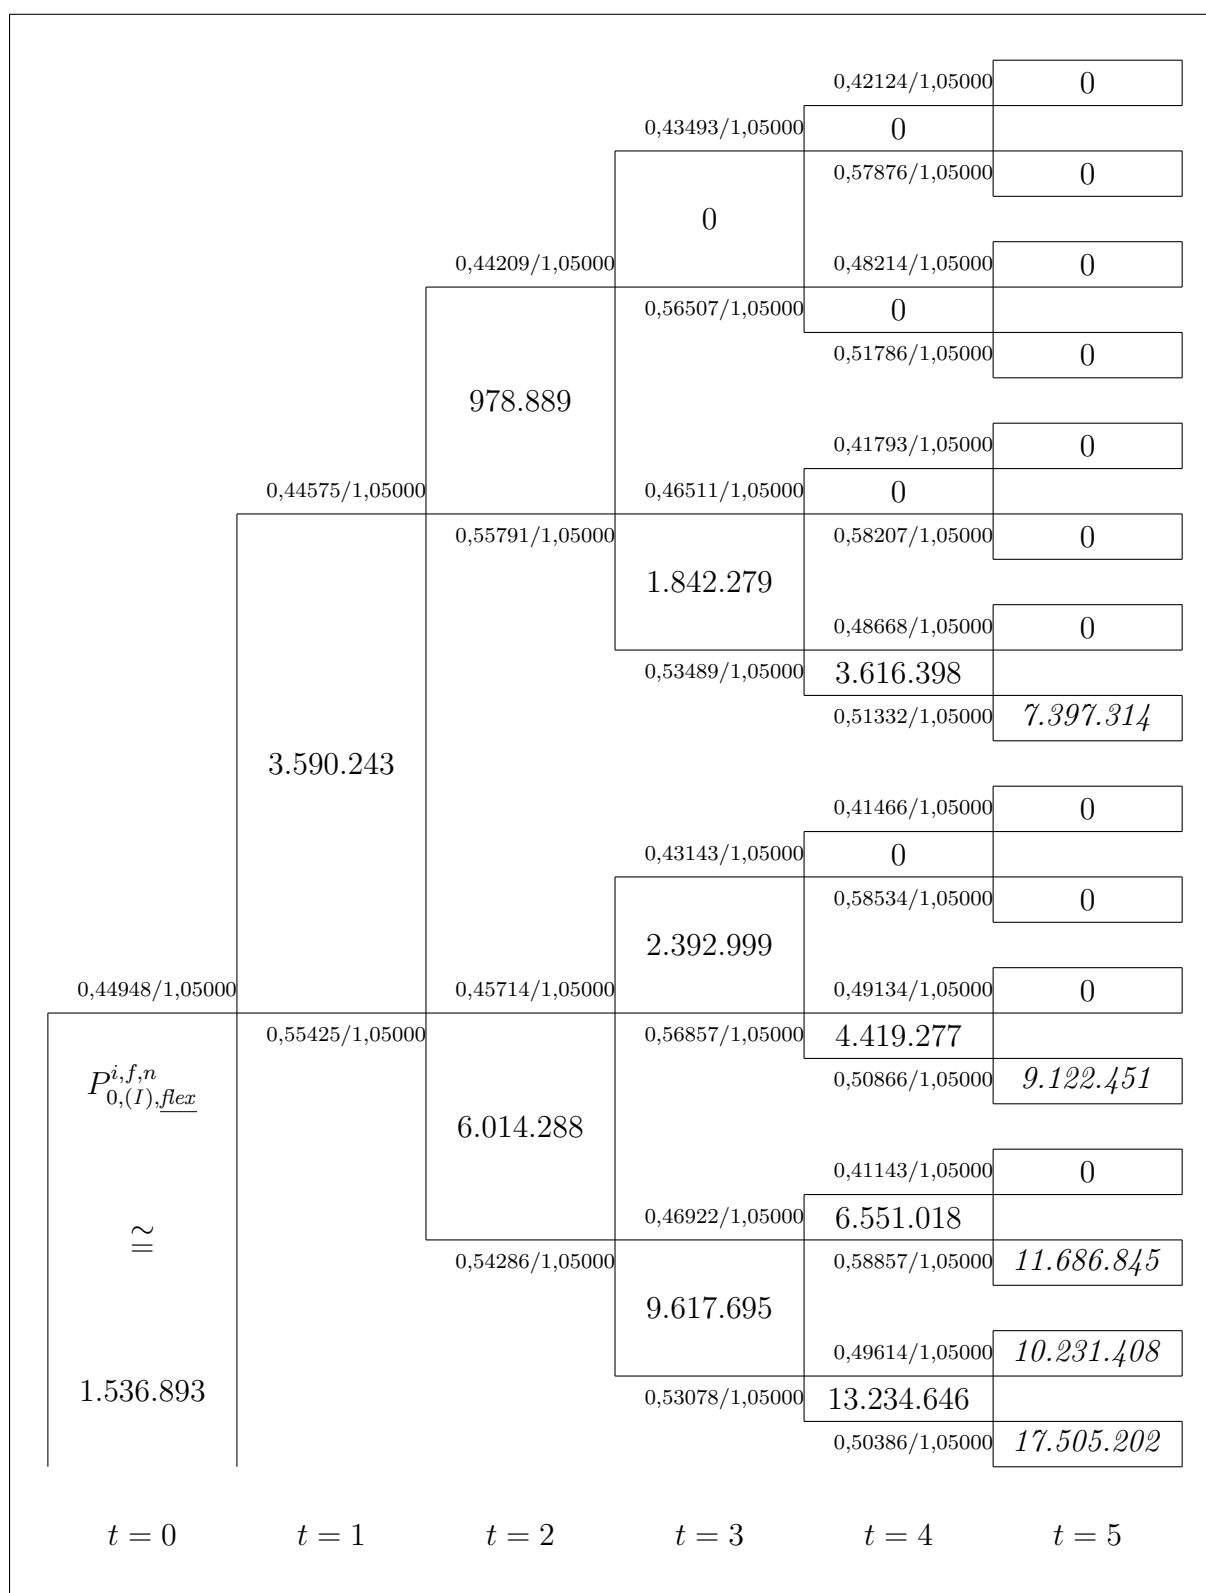 0,42124/1,05000 0
0,43493/1,05000 0
0,57876/1,05000 0
0
0,44209/1,05000 0,48214/1,05000 0
0,56507/1,05000 0
0,51786/1,05000 0
978.889
0,41793/1,05000 0
0,44575/1,05000 0,46511/1,05000 0
0,55791/1,05000 0,58207/1,05000 0
1.842.279
0,48668/1,05000 0
0,53489/1,05000 3.616.398
0,51332/1,05000 7.397.314
3.590.243
0,41466/1,05000 0
0,43143/1,05000 0
0,58534/1,05000 0
2.392.999
0,44948/1,05000 0,45714/1,05000 0,49134/1,05000 0
0,55425/1,05000 0,56857/1,05000 4.419.277
P^{i,f,n}_{0,(I),flex} 0,50866/1,05000 9.122.451
6.014.288
0,41143/1,05000 0
≅ 0,46922/1,05000 6.551.018
0,54286/1,05000 0,58857/1,05000 11.686.845
9.617.695
0,49614/1,05000 10.231.408
1.536.893 0,53078/1,05000 13.234.646
0,50386/1,05000 17.505.202
t = 0 t = 1 t = 2 t = 3 t = 4 t = 5